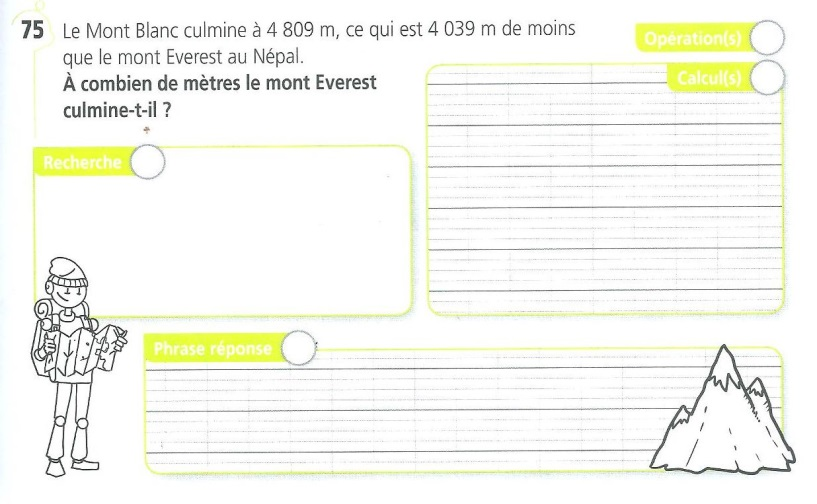 75 Le Mont Blanc culmine à 4 809 m, ce qui est 4 039 m de moins
que le mont Everest au Népal.
À combien de mètres le mont Everest
culmine-t-il ?
Opération(s)
Calcul(s)
Recherche
Phrase réponse